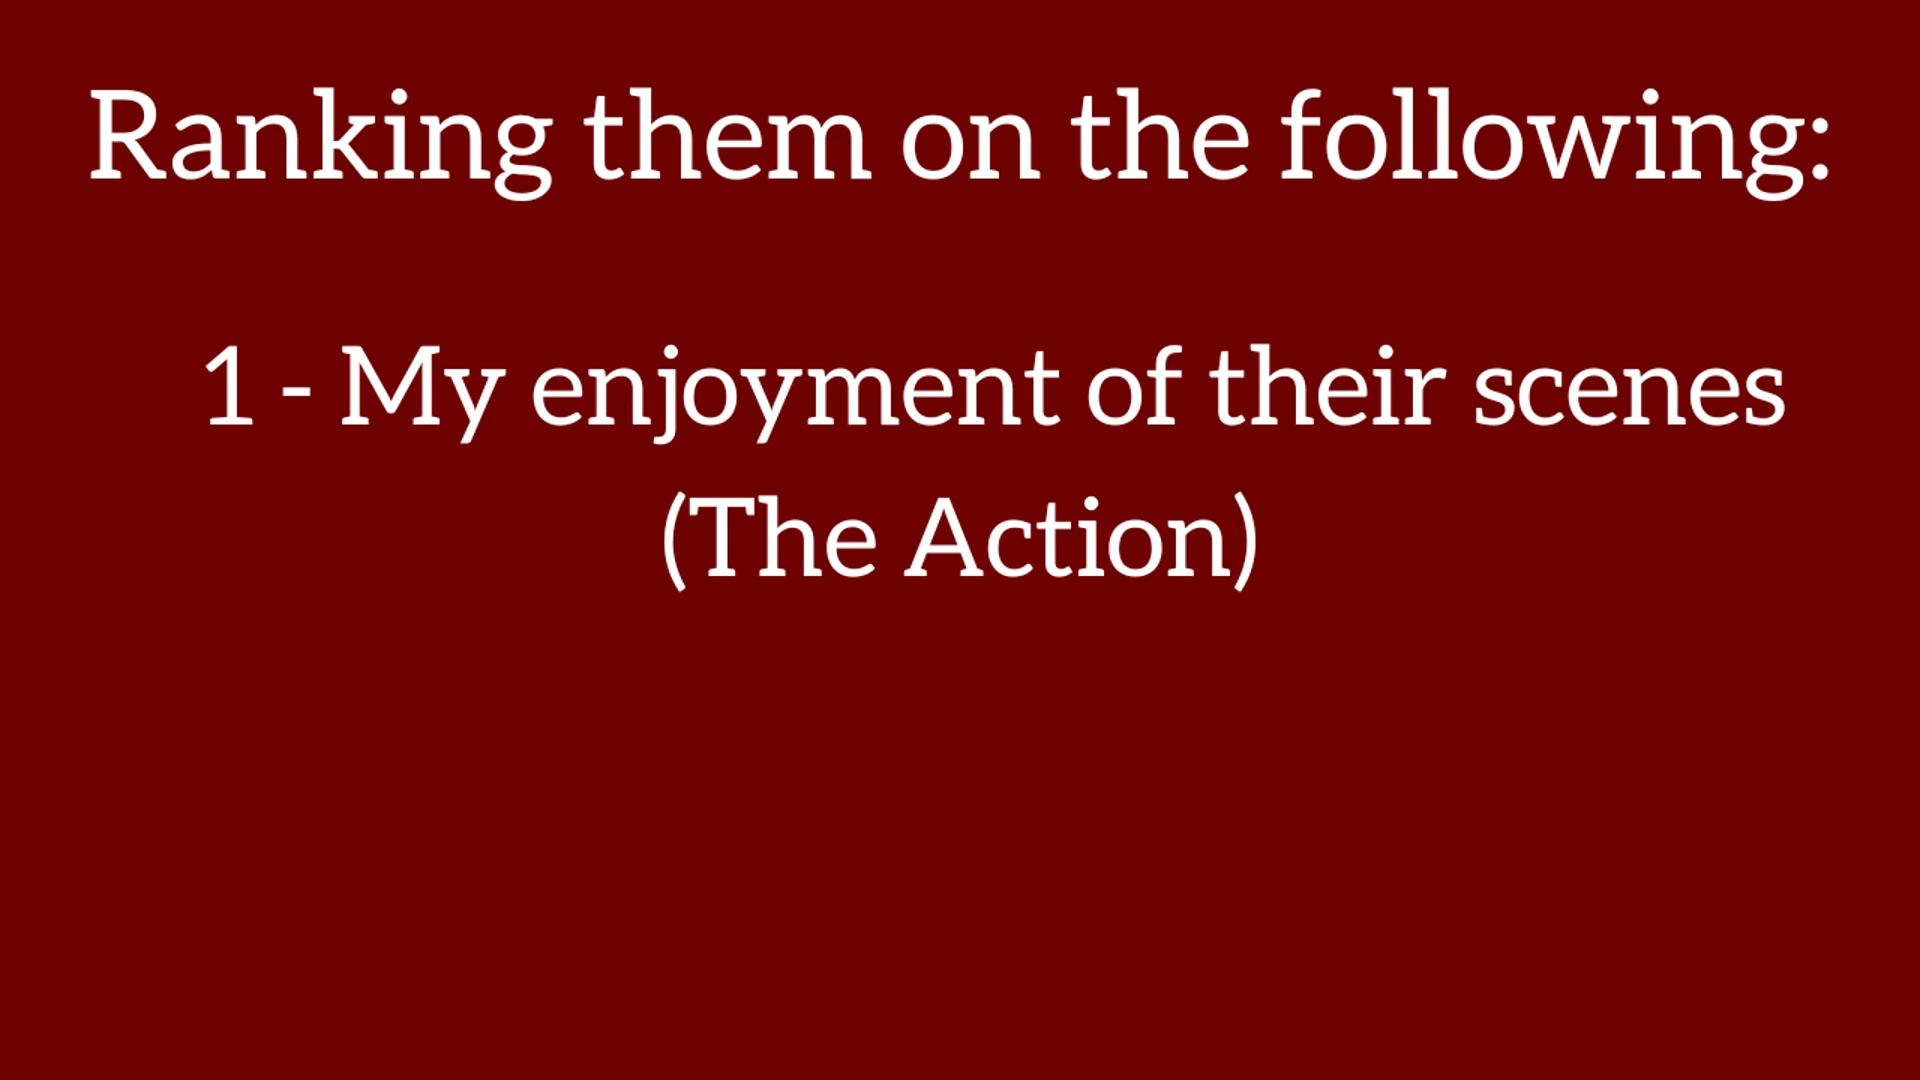 Ranking them on the following:
1 - My enjoyment of their scenes
(The Action)